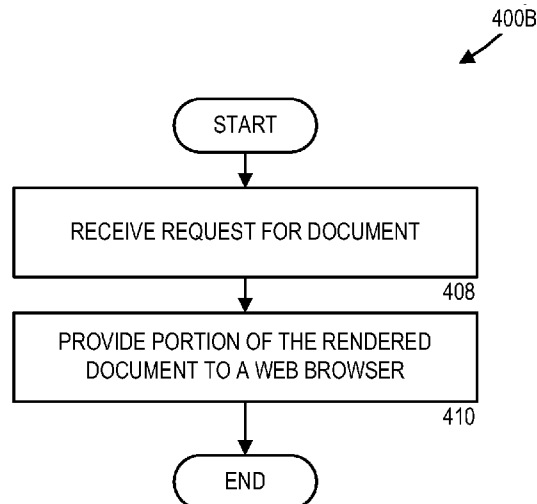 400B
START
RECEIVE REQUEST FOR DOCUMENT
408
PROVIDE PORTION OF THE RENDERED
DOCUMENT TO A WEB BROWSER
410
END